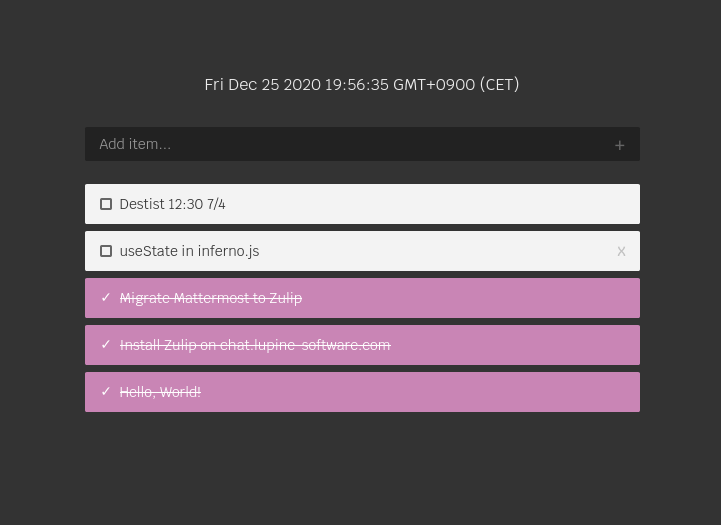 Fri Dec 25 2020 19:56:35 GMT+0900 (CET)
Add item... +
Destist 12:30 7/4
useState in inferno.js X
✓ Migrate Mattermost to Zulip
✓ Install Zulip on chat.lupine-software.com
✓ Hello, World!